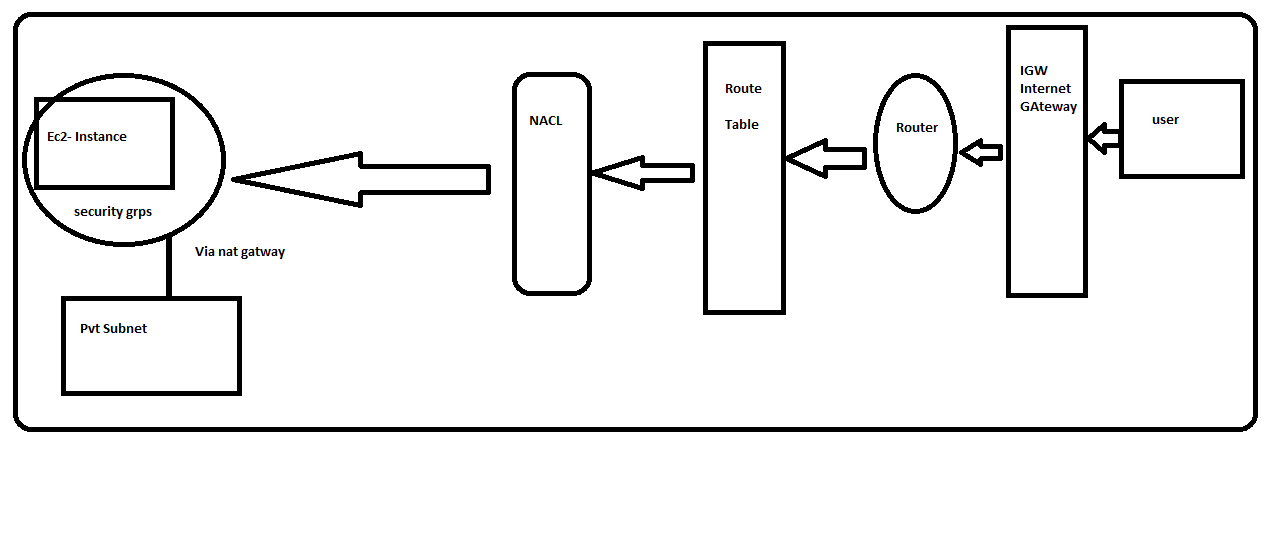 Ec2- Instance
security grps
Via nat gatway
Pvt Subnet
NACL
Route
Table
Router
IGW
Internet
GAteway
user